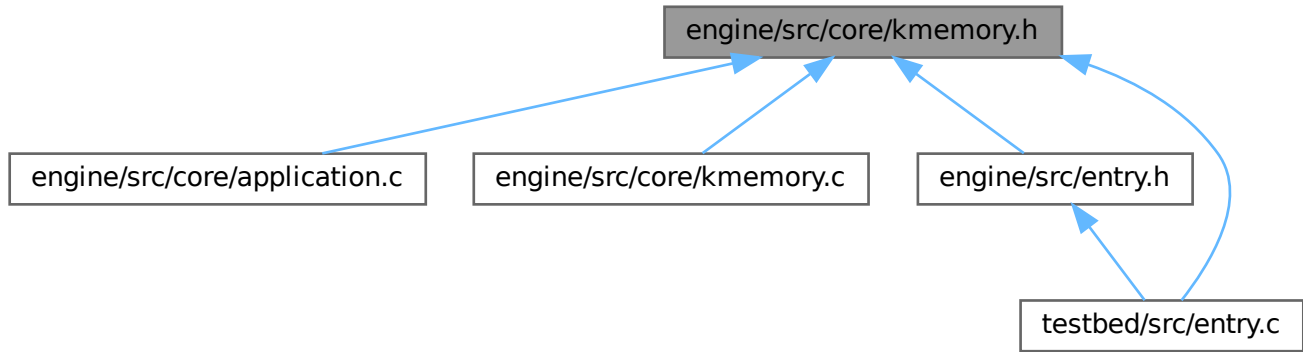 engine/src/core/kmemory.h
engine/src/core/application.c
engine/src/core/kmemory.c
engine/src/entry.h
testbed/src/entry.c